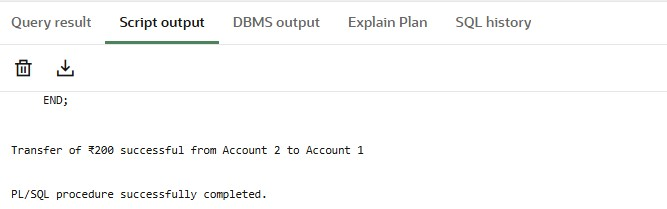 Query result Script output DBMS output Explain Plan SQL history
END;
Transfer of ₹200 successful from Account 2 to Account 1
PL/SQL procedure successfully completed.